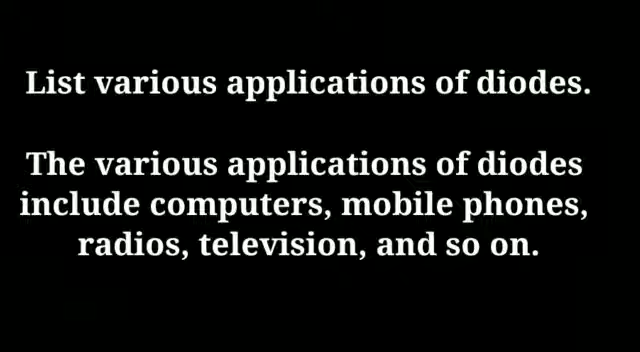 List various applications of diodes.
The various applications of diodes
include computers, mobile phones,
radios, television, and so on.